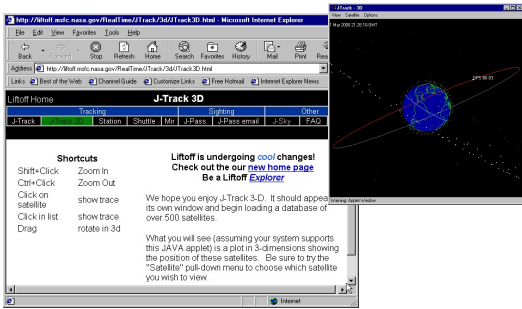 http://liftoff.msfc.nasa.gov/RealTime/JTrack/3d/JTrack3D.html - Microsoft Internet Explorer
File Edit View Favorites Tools Help
Back Forward Stop Refresh Home Search Favorites History Mail Print
Address http://liftoff.msfc.nasa.gov/RealTime/JTrack/3d/JTrack3D.html
Links Best of the Web Channel Guide Customize Links Free Hotmail Internet Explorer News
Liftoff Home J-Track 3D
Tracking Sighting Other
J-Track J-Track 3D Station Shuttle Mir J-Pass J-Pass email J-Sky FAQ
Shortcuts
Shift+Click Zoom In
Ctrl+Click Zoom Out
Click on satellite show trace
Click in list show trace
Drag rotate in 3d
Liftoff is undergoing cool changes!
Check out the our new home page
Be a Liftoff Explorer
We hope you enjoy J-Track 3-D. It should appea
its own window and begin loading a database of
over 500 satellites.
What you will see (assuming your system supports
this JAVA applet) is a plot in 3-dimensions showing
the position of these satellites. Be sure to try the
"Satellite" pull-down menu to choose which satellite
you wish to view.
Internet
J-Track 3D
View Satellite Options
Warning: Applet Window